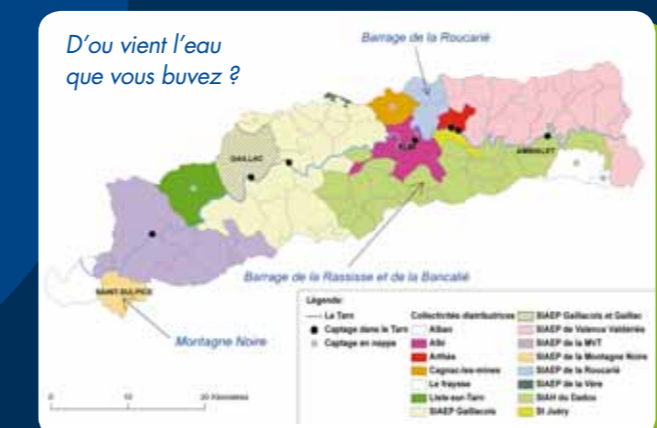 D'ou vient l'eau
que vous buvez ?
Barrage de la Roucarié
GAILLAC
ALBI
AMBIALET
SAINT-SULPICE
Barrage de la Rassisse et de la Bancalié
Montagne Noire
Légende:
Le Tarn
Captage dans le Tarn
Captage en nappe
Collectivités distributrices
Alban
Albi
Arthès
Cagnac-les-mines
Le fraysse
Lisle-sur-Tarn
SIAEP Gaillacois
SIAEP Gaillacois et Gaillac
SIAEP de Valence Valdériès
SIAEP de la MVT
SIAEP de la Montagne Noire
SIAEP de la Roucarié
SIAEP de la Vère
SIAH du Dadou
St Juéry
0 10 20 Kilomètres